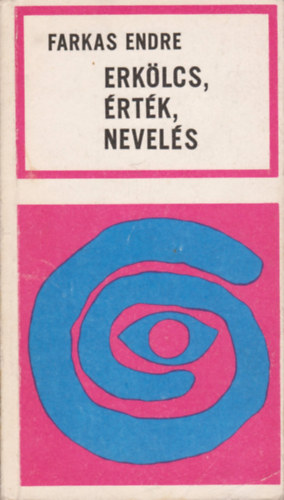 FARKAS ENDRE
ERKÖLCS,
ÉRTÉK,
NEVELÉS